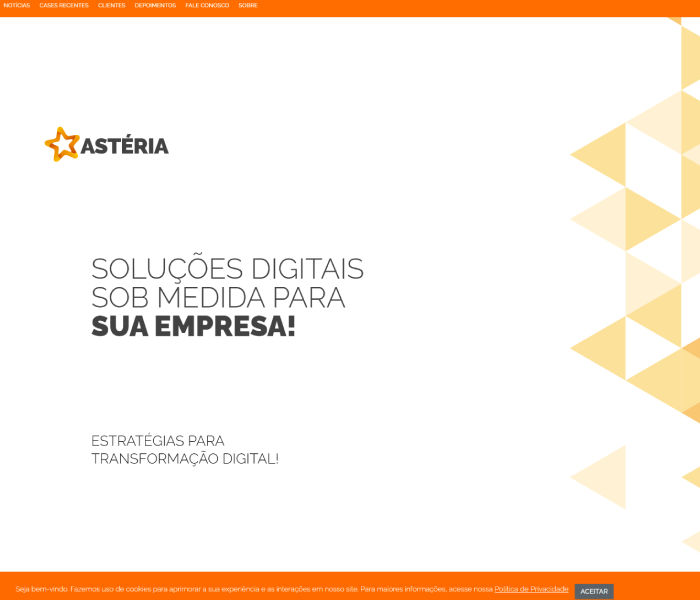 NOTÍCIAS CASES RECENTES CLIENTES DEPOIMENTOS FALE CONOSCO SOBRE
ASTÉRIA
SOLUÇÕES DIGITAIS
SOB MEDIDA PARA
SUA EMPRESA!
ESTRATÉGIAS PARA
TRANSFORMAÇÃO DIGITAL!
Seja bem-vindo. Fazemos uso de cookies para aprimorar a sua experiência e as interações em nosso site. Para maiores informações, acesse nossa Política de Privacidade ACEITAR